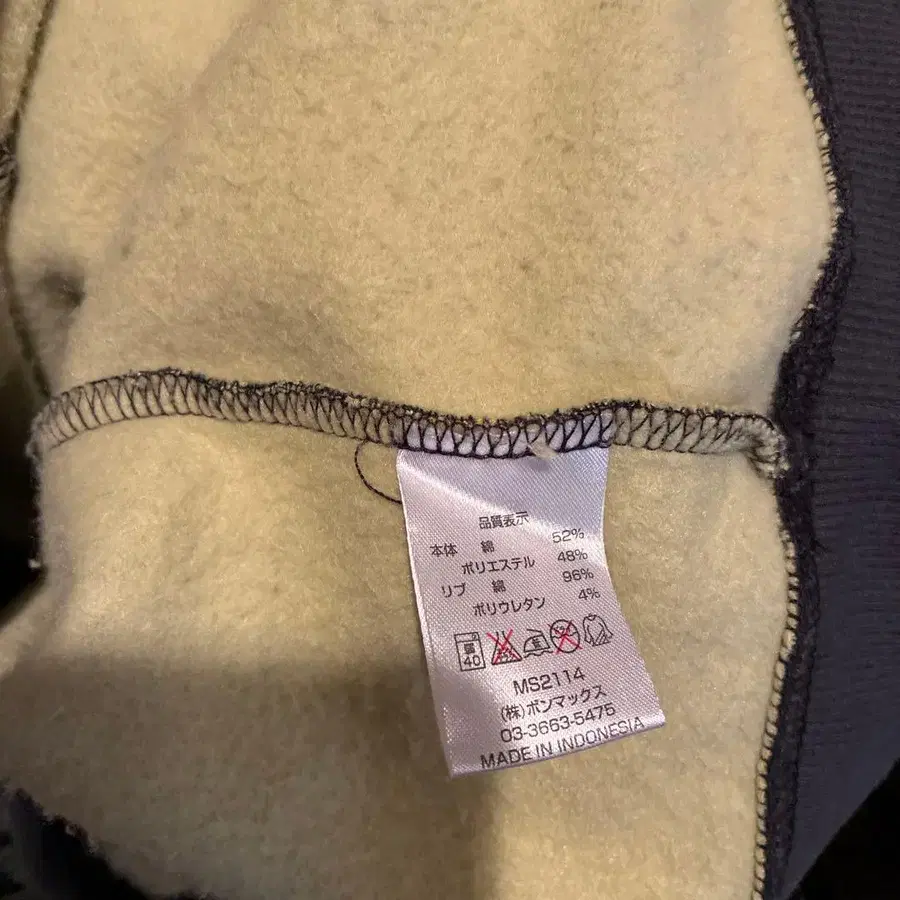 品質表示
本体 綿 52%
ポリエステル 48%
リブ 綿 96%
ポリウレタン 4%
40
MS2114
(株)ボンマックス
03-3663-5475
MADE IN INDONESIA